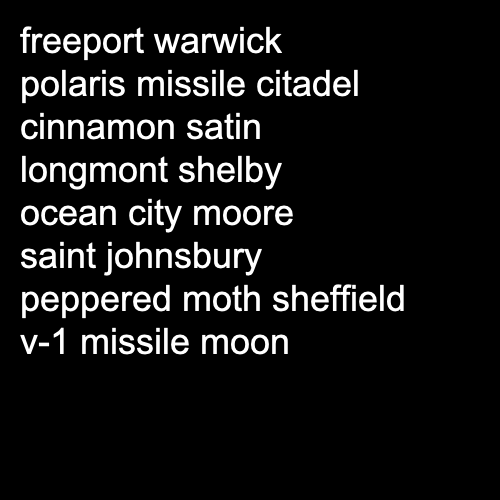 freeport warwick
polaris missile citadel
cinnamon satin
longmont shelby
ocean city moore
saint johnsbury
peppered moth sheffield
v-1 missile moon